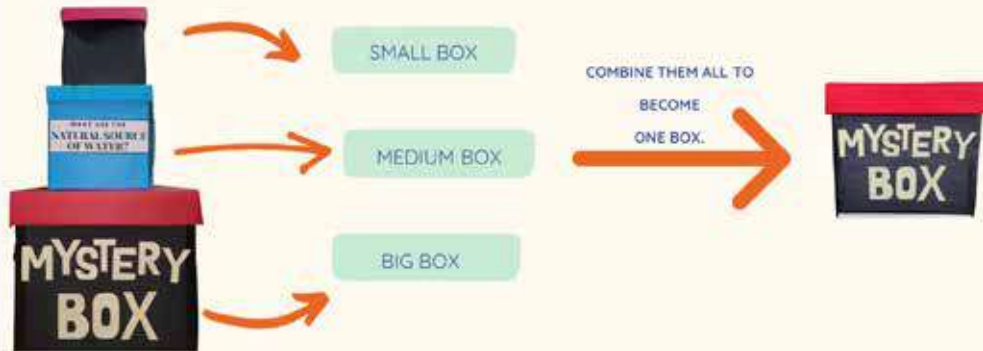 SMALL BOX
WHAT ARE THE
NATURAL SOURCE
OF WATER?
MEDIUM BOX
MYSTERY
BOX
BIG BOX
COMBINE THEM ALL TO
BECOME
ONE BOX.
MYSTERY
BOX